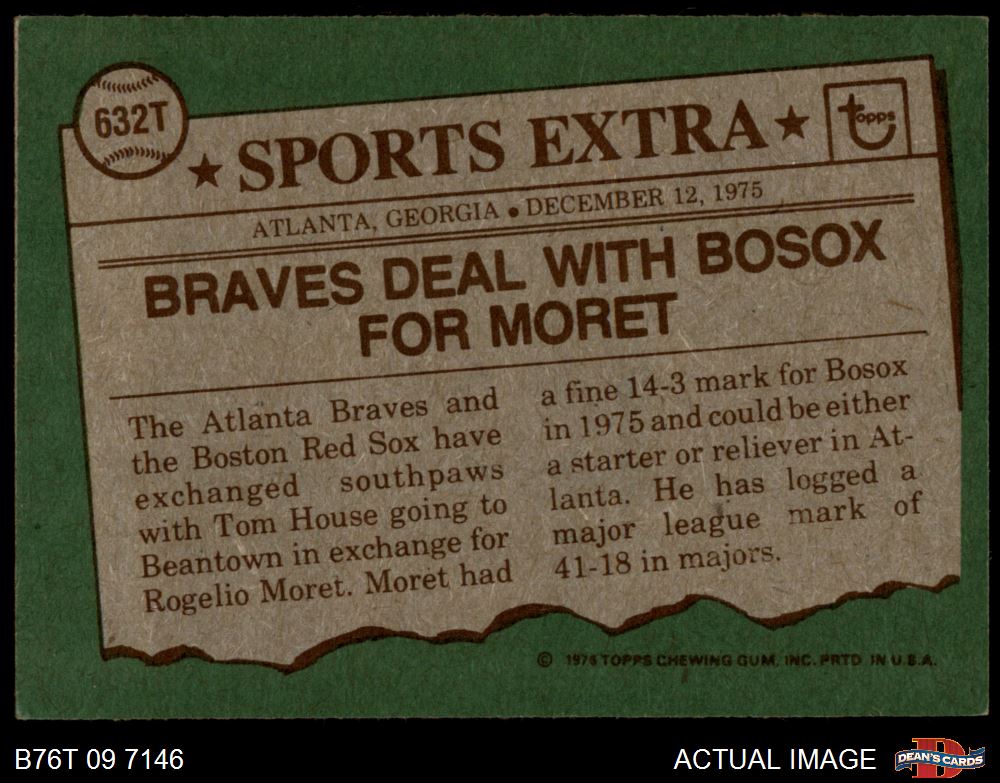 632T
★ SPORTS EXTRA ★
topps
ATLANTA, GEORGIA ● DECEMBER 12, 1975
BRAVES DEAL WITH BOSOX
FOR MORET
The Atlanta Braves and
the Boston Red Sox have
exchanged southpaws
with Tom House going to
Beantown in exchange for
Rogelio Moret. Moret had
a fine 14-3 mark for Bosox
in 1975 and could be either
a starter or reliever in At-
lanta. He has logged a
major league mark of
41-18 in majors.
© 1976 TOPPS CHEWING GUM, INC. PRTD. IN U.S.A.
B76T 09 7146
ACTUAL IMAGE
D
DEAN'S CARDS